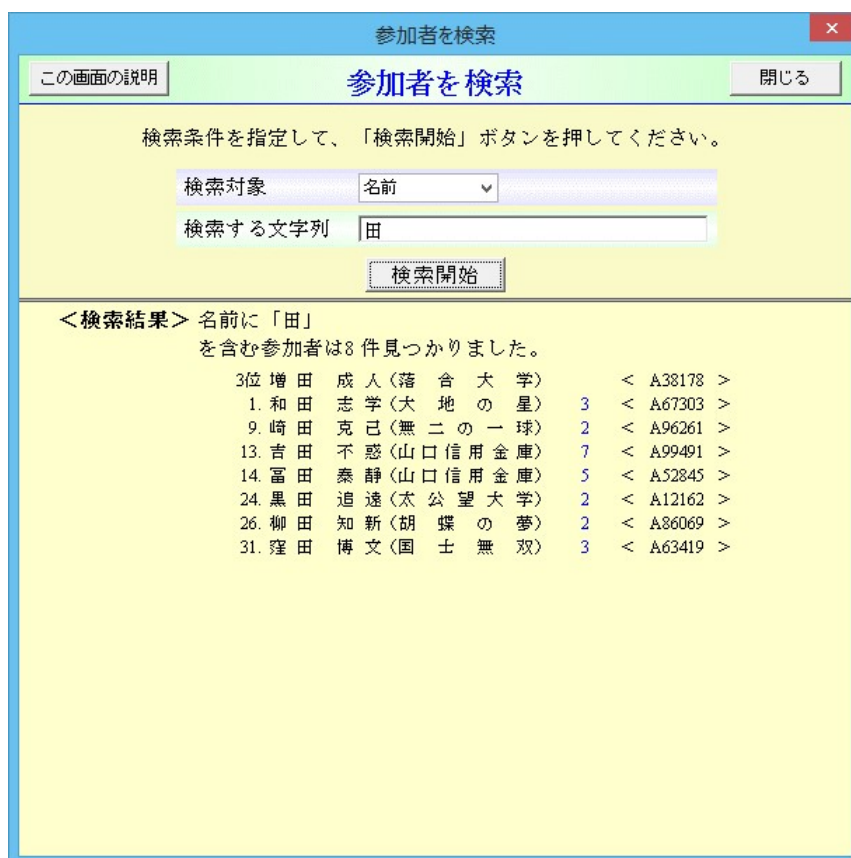 参加者を検索
×
この画面の説明 参加者を検索 閉じる
検索条件を指定して、「検索開始」ボタンを押してください。
検索対象 名前
検索する文字列 田
検索開始
＜検索結果＞ 名前に「田」
を含む参加者は8 件見つかりました。
3位 増 田 成 人 (落 合 大 学) < A38178 >
1. 和 田 志 学 (大 地 の 星) 3 < A67303 >
9. 崎 田 克 己 (無 二 の 一 球) 2 < A96261 >
13. 吉 田 不 惑 (山 口 信 用 金 庫) 7 < A99491 >
14. 冨 田 泰 静 (山 口 信 用 金 庫) 5 < A52845 >
24. 黒 田 追 遠 (太 公 望 大 学) 2 < A12162 >
26. 柳 田 知 新 (胡 蝶 の 夢) 2 < A86069 >
31. 窪 田 博 文 (国 士 無 双) 3 < A63419 >